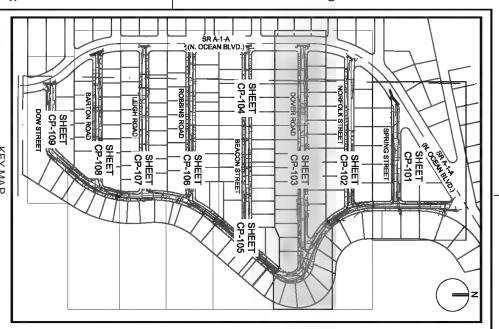 SR A-1-A
(N. OCEAN BLVD.)
SHEET
CP-109
DOW STREET
BARTON ROAD
SHEET
CP-108
LEIGH ROAD
SHEET
CP-107
ROBBINS ROAD
SHEET
CP-106
SHEET
CP-104
BEACON STREET
SHEET
CP-105
DOVER ROAD
SHEET
CP-103
NORFOLK STREET
SHEET
CP-102
SPRING STREET
SHEET
CP-101
SR A-1-A
(N. OCEAN BLVD.)
N
KEY MAP